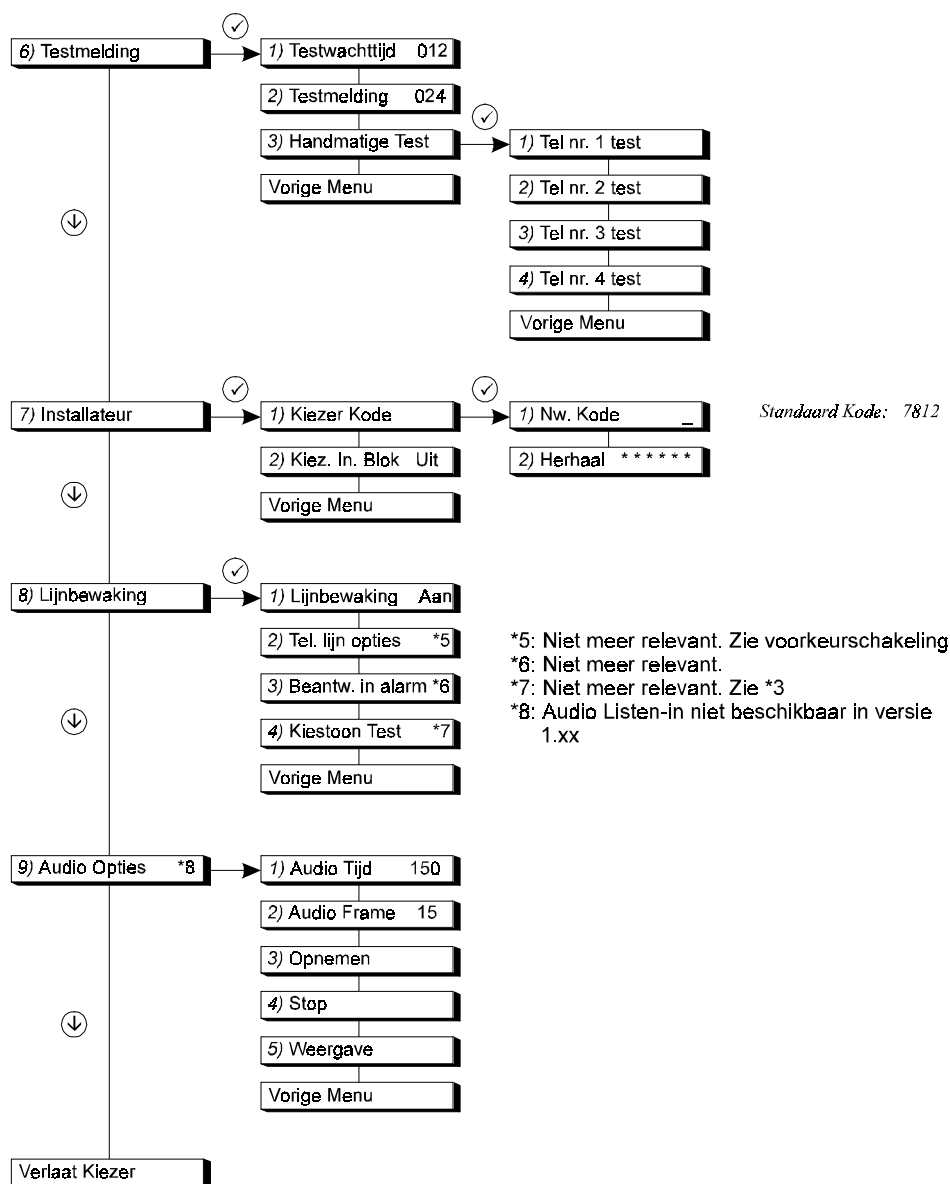 6) Testmelding
1) Testwachttijd 012
2) Testmelding 024
3) Handmatige Test
Vorige Menu
1) Tel nr. 1 test
2) Tel nr. 2 test
3) Tel nr. 3 test
4) Tel nr. 4 test
Vorige Menu
7) Installateur
1) Kiezer Kode
2) Kiez. In. Blok Uit
Vorige Menu
1) Nw. Kode _
2) Herhaal * * * * * *
Standaard Kode: 7812
8) Lijnbewaking
1) Lijnbewaking Aan
2) Tel. lijn opties *5
3) Beantw. in alarm *6
4) Kiestoon Test *7
Vorige Menu
*5: Niet meer relevant. Zie voorkeurschakeling
*6: Niet meer relevant.
*7: Niet meer relevant. Zie *3
*8: Audio Listen-in niet beschikbaar in versie
1.xx
9) Audio Opties *8
1) Audio Tijd 150
2) Audio Frame 15
3) Opnemen
4) Stop
5) Weergave
Vorige Menu
Verlaat Kiezer